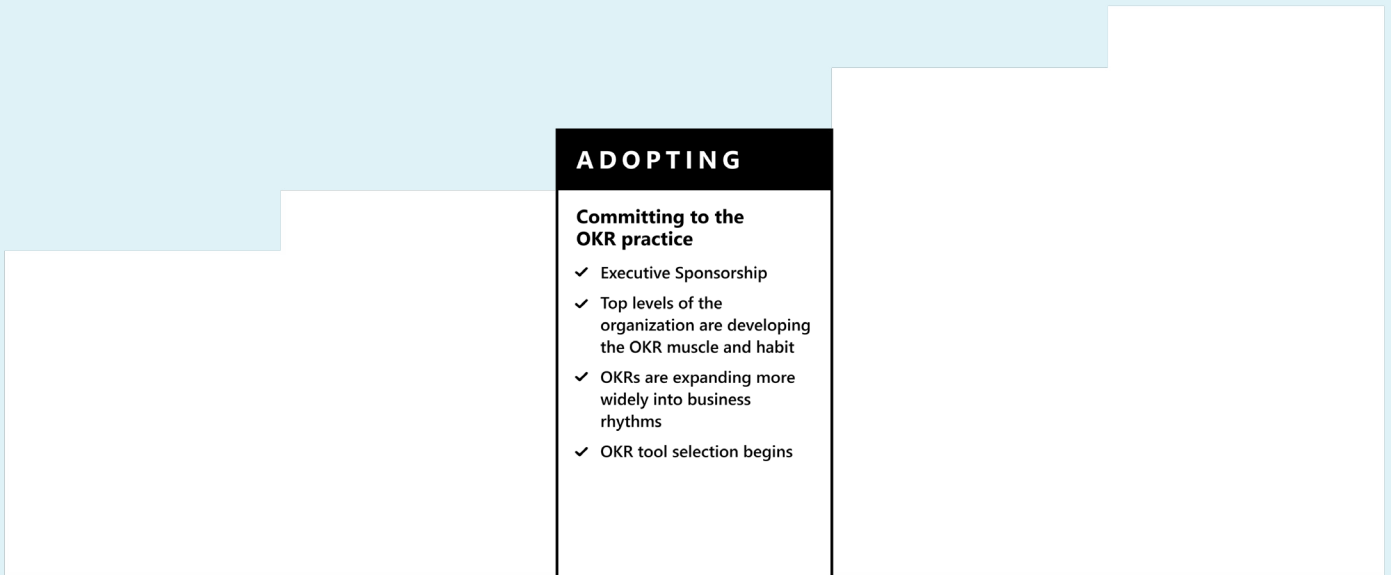 ADOPTING
Committing to the
OKR practice
Executive Sponsorship
Top levels of the
organization are developing
the OKR muscle and habit
OKRs are expanding more
widely into business
rhythms
OKR tool selection begins